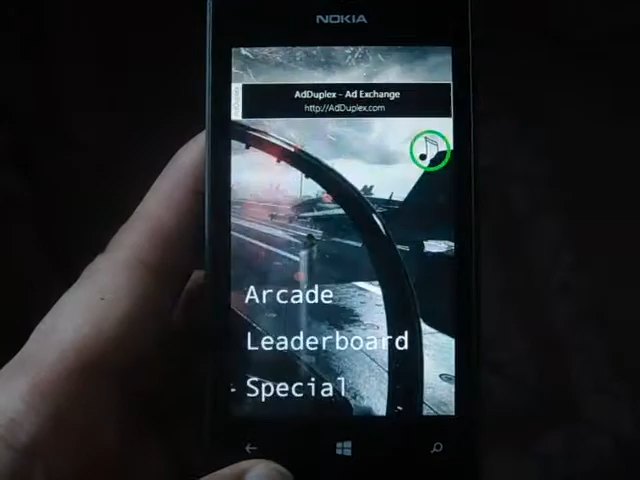 NOKIA
AdDuplex - Ad Exchange
http://AdDuplex.com
Arcade
Leaderboard
Special